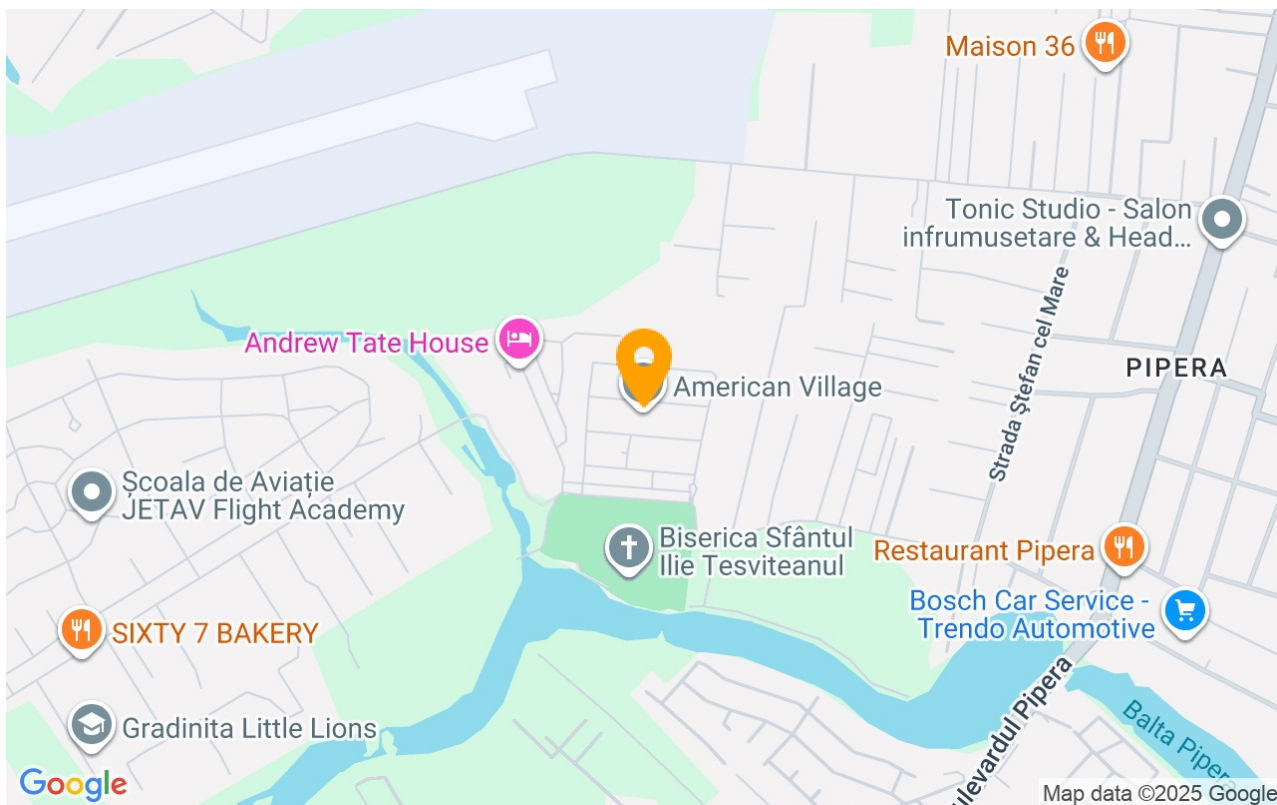 Maison 36
Tonic Studio - Salon
infrumusetare & Head...
Strada Ștefan cel Mare
PIPERA
Andrew Tate House
American Village
Școala de Aviație
JETAV Flight Academy
Biserica Sfântul
Ilie Tesviteanul
Restaurant Pipera
Bosch Car Service -
Trendo Automotive
SIXTY 7 BAKERY
ulevardul Pipera
Balta Pipera
Gradinita Little Lions
Google
Map data ©2025 Google